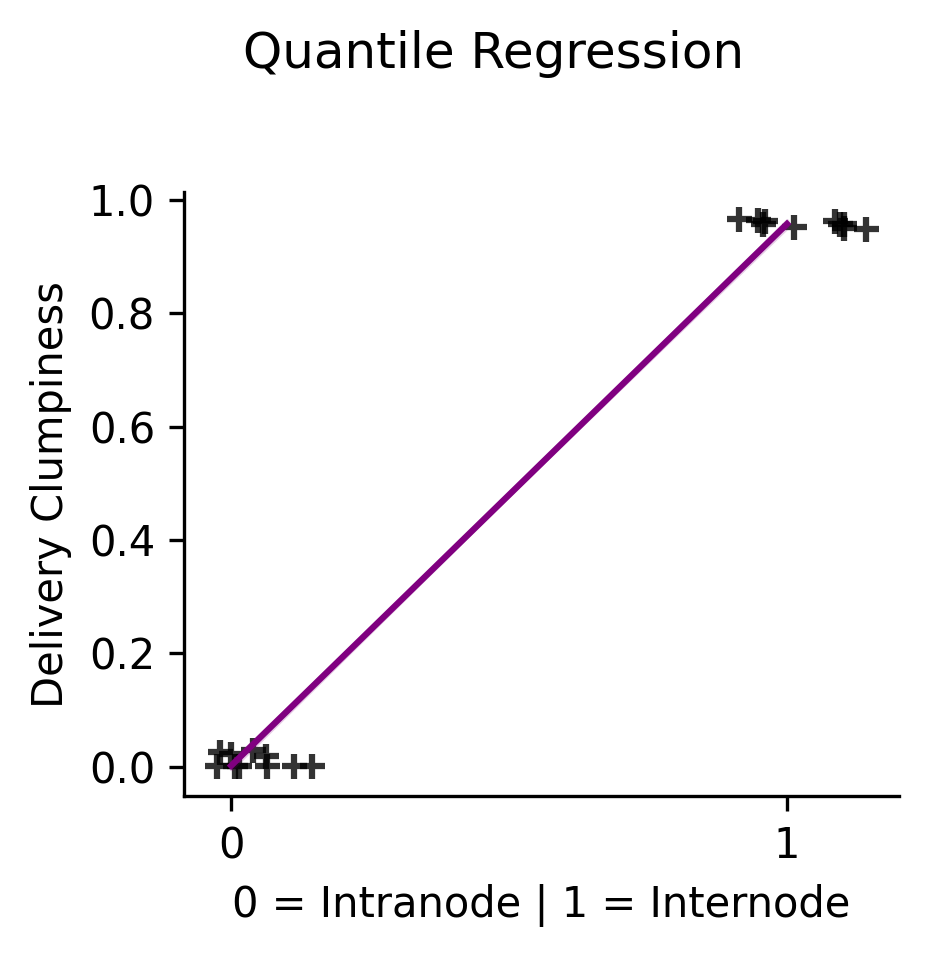 Quantile Regression
1.0
0.8
0.6
0.4
0.2
0.0
Delivery Clumpiness
0 1
0 = Intranode | 1 = Internode